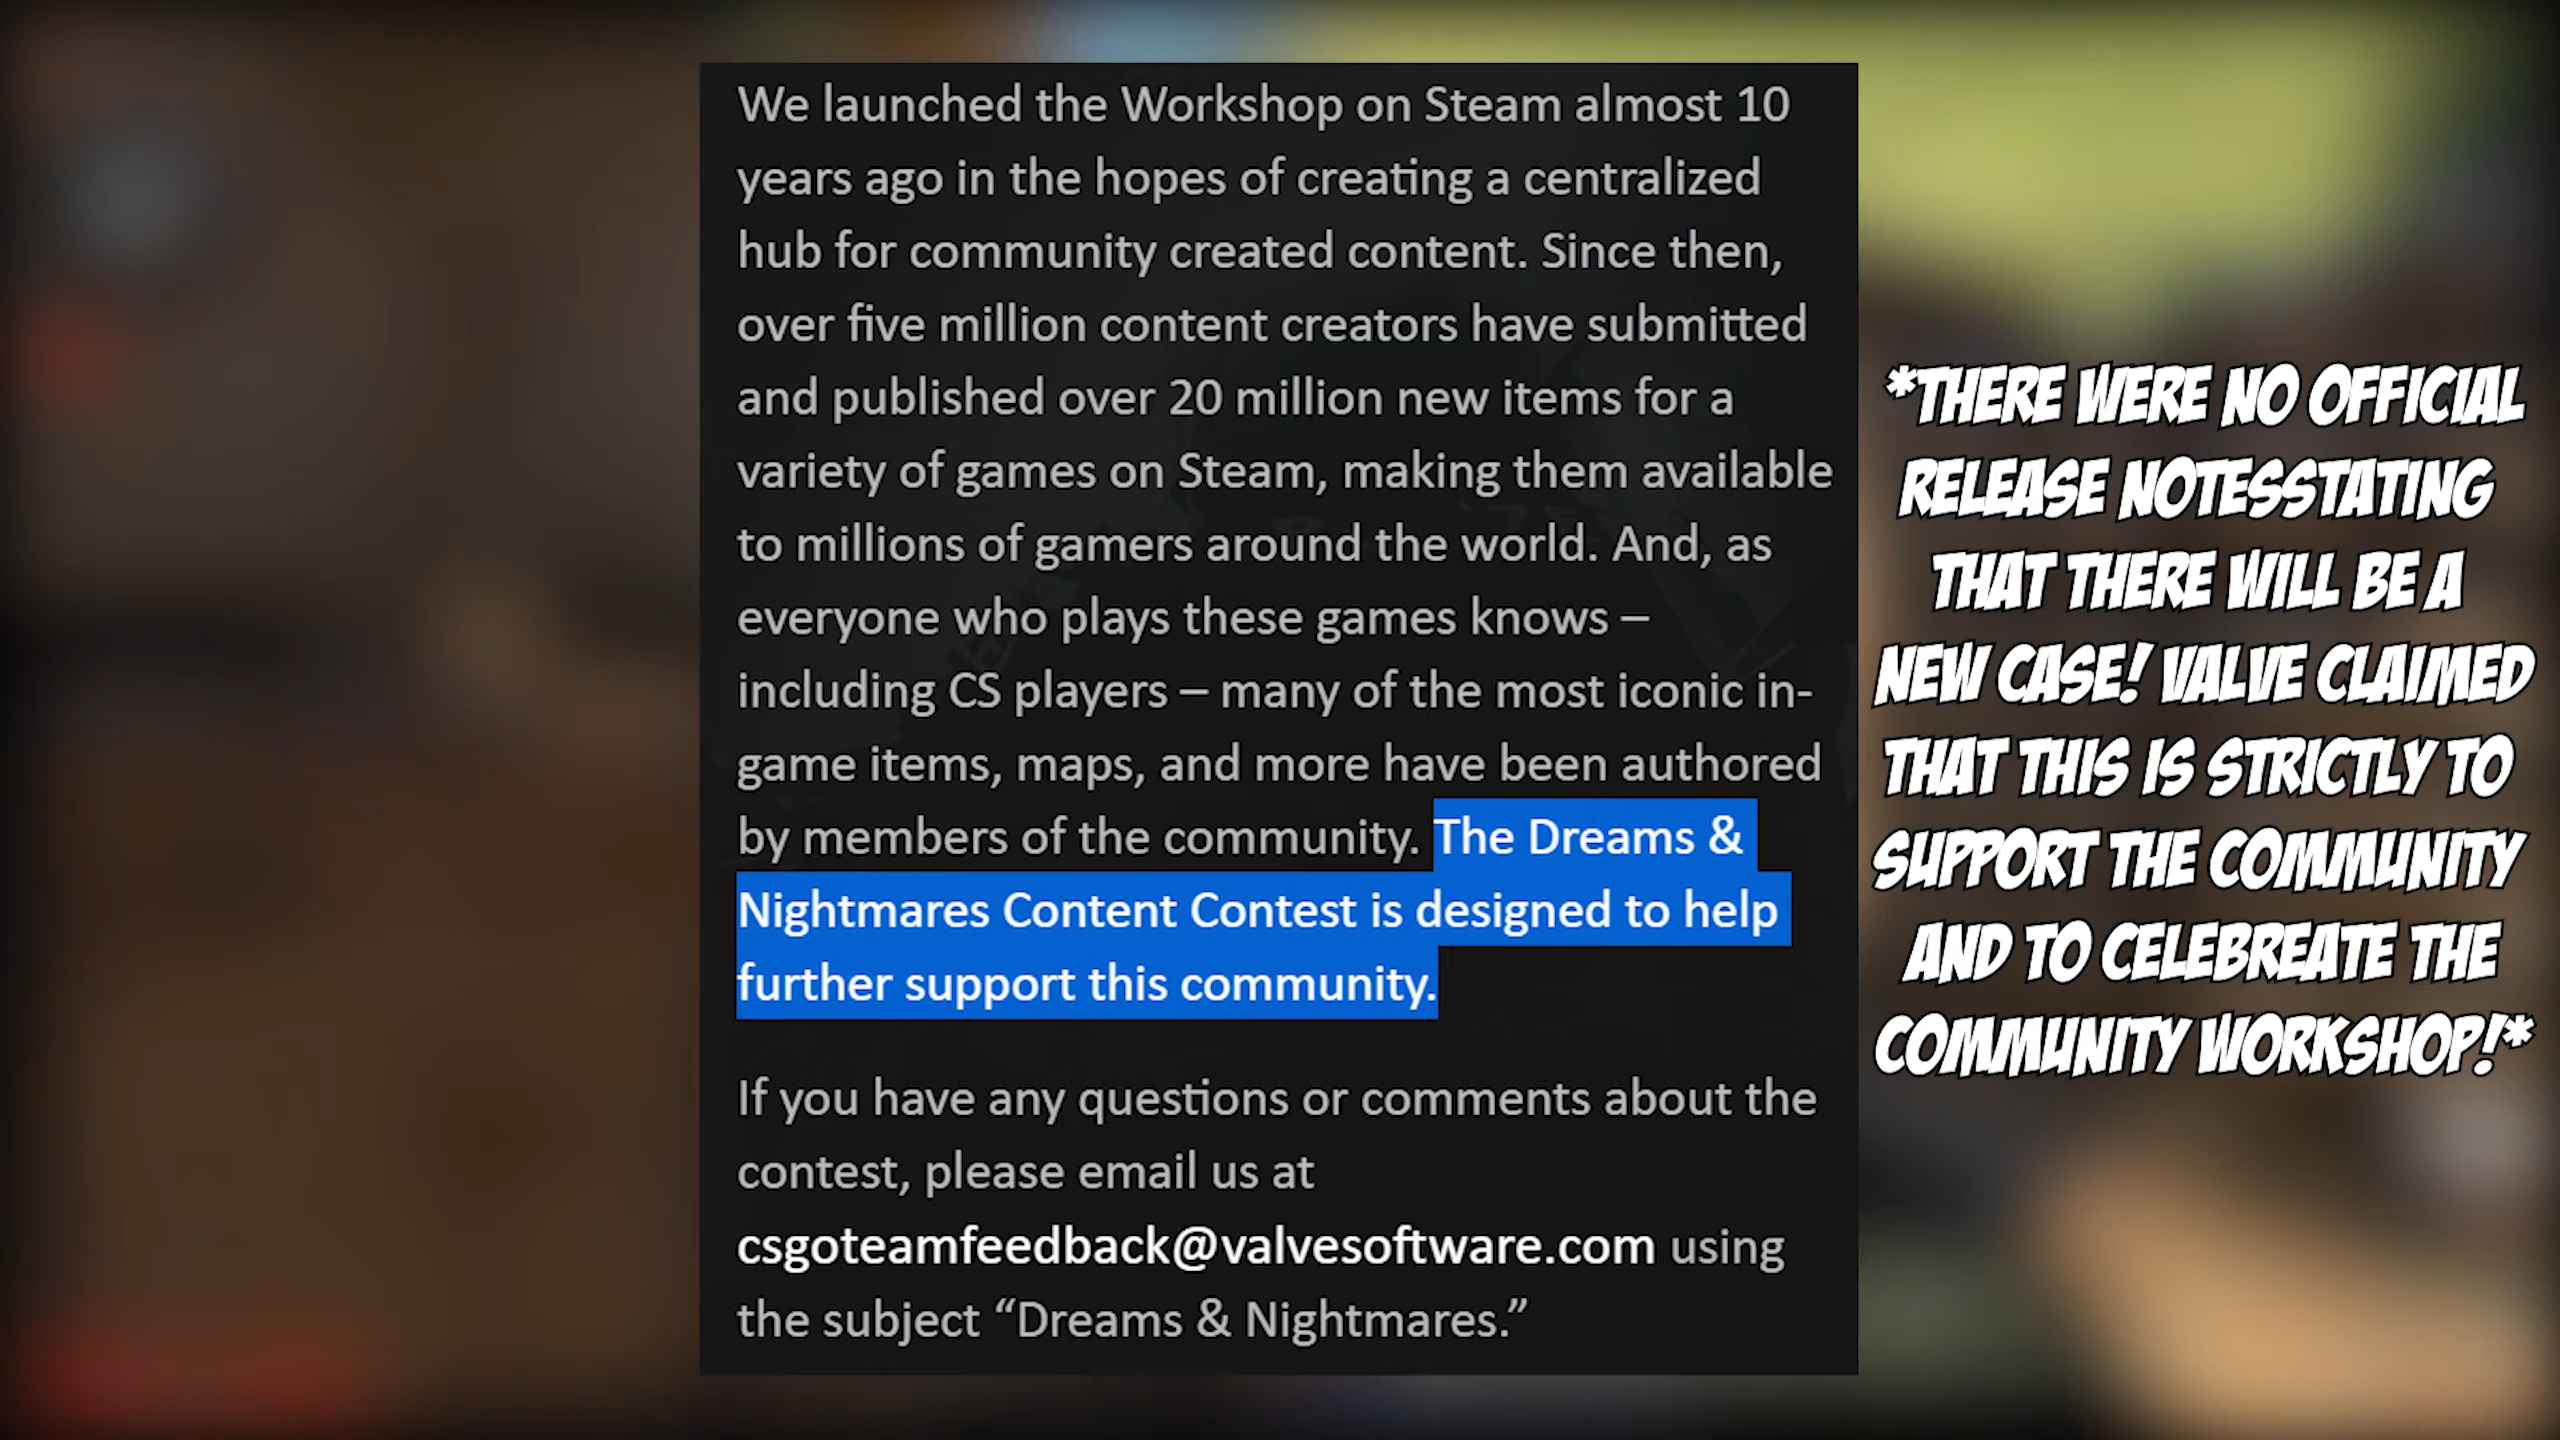 We launched the Workshop on Steam almost 10
years ago in the hopes of creating a centralized
hub for community created content. Since then,
over five million content creators have submitted
and published over 20 million new items for a
variety of games on Steam, making them available
to millions of gamers around the world. And, as
everyone who plays these games knows –
including CS players – many of the most iconic in-
game items, maps, and more have been authored
by members of the community. The Dreams &
Nightmares Content Contest is designed to help
further support this community.
If you have any questions or comments about the
contest, please email us at
csgoteamfeedback@valvesoftware.com using
the subject “Dreams & Nightmares.”
*THERE WERE NO OFFICIAL
RELEASE NOTESSTATING
THAT THERE WILL BE A
NEW CASE! VALVE CLAIMED
THAT THIS IS STRICTLY TO
SUPPORT THE COMMUNITY
AND TO CELEBREATE THE
COMMUNITY WORKSHOP!*